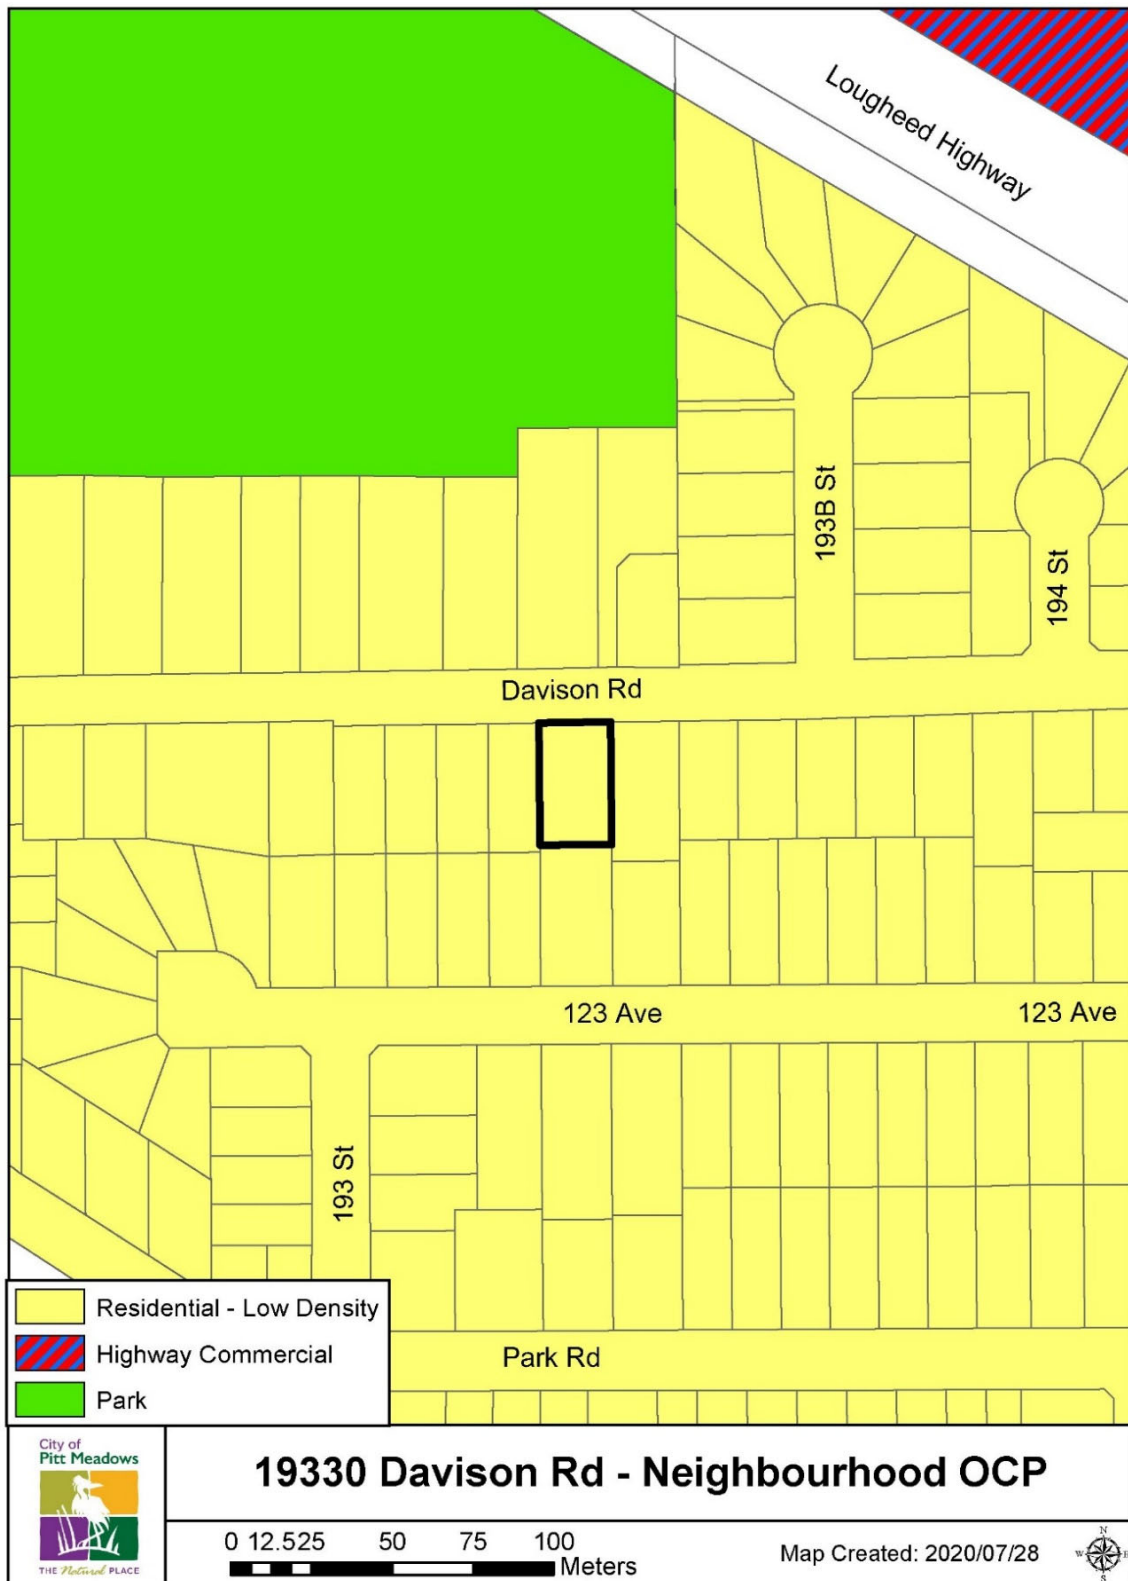 Lougheed Highway
193B St
194 St
Davison Rd
123 Ave
123 Ave
193 St
Residential - Low Density
Highway Commercial
Park
Park Rd
City of
Pitt Meadows
THE Natural PLACE
19330 Davison Rd - Neighbourhood OCP
0 12.525 50 75 100
Meters
Map Created: 2020/07/28
N
W E
S